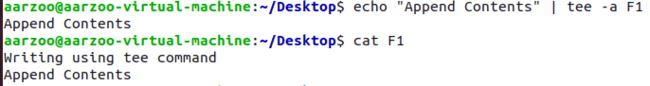 aarzoo@aarzoo-virtual-machine:~/Desktop$ echo "Append Contents" | tee -a F1
Append Contents
aarzoo@aarzoo-virtual-machine:~/Desktop$ cat F1
Writing using tee command
Append Contents